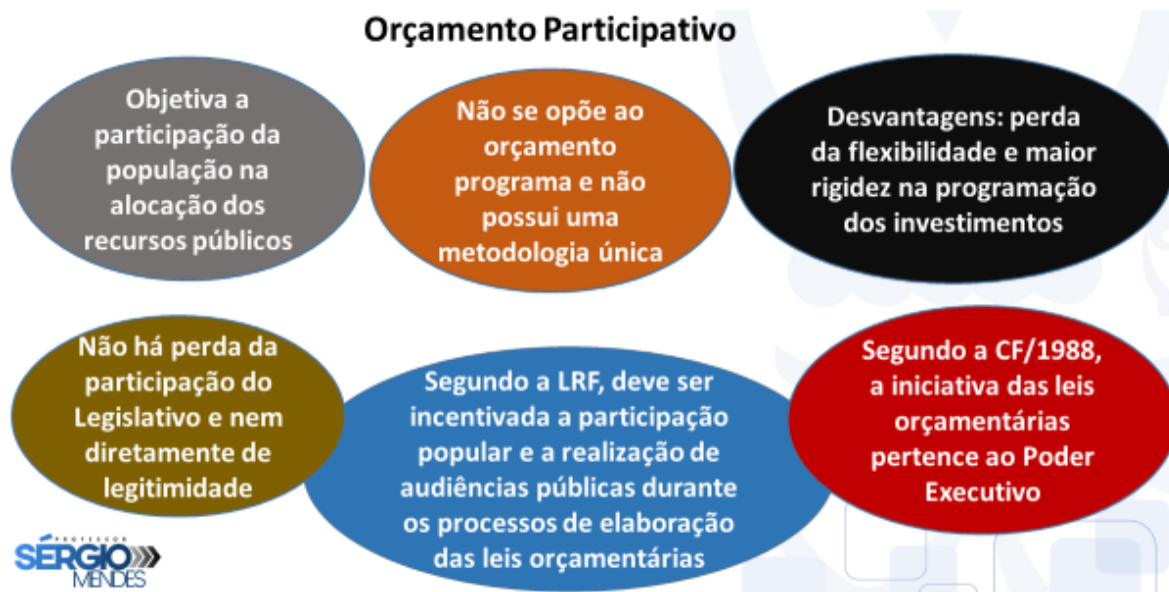 Orçamento Participativo
Objetiva a
participação da
população na
alocação dos
recursos públicos
Não se opõe ao
orçamento
programa e não
possui uma
metodologia única
Desvantagens: perda
da flexibilidade e maior
rigidez na programação
dos investimentos
Não há perda da
participação do
Legislativo e nem
diretamente de
legitimidade
Segundo a LRF, deve ser
incentivada a participação
popular e a realização de
audiências públicas durante
os processos de elaboração
das leis orçamentárias
Segundo a CF/1988,
a iniciativa das leis
orçamentárias
pertence ao Poder
Executivo
PROFESSOR
SÉRGIO
MENDES